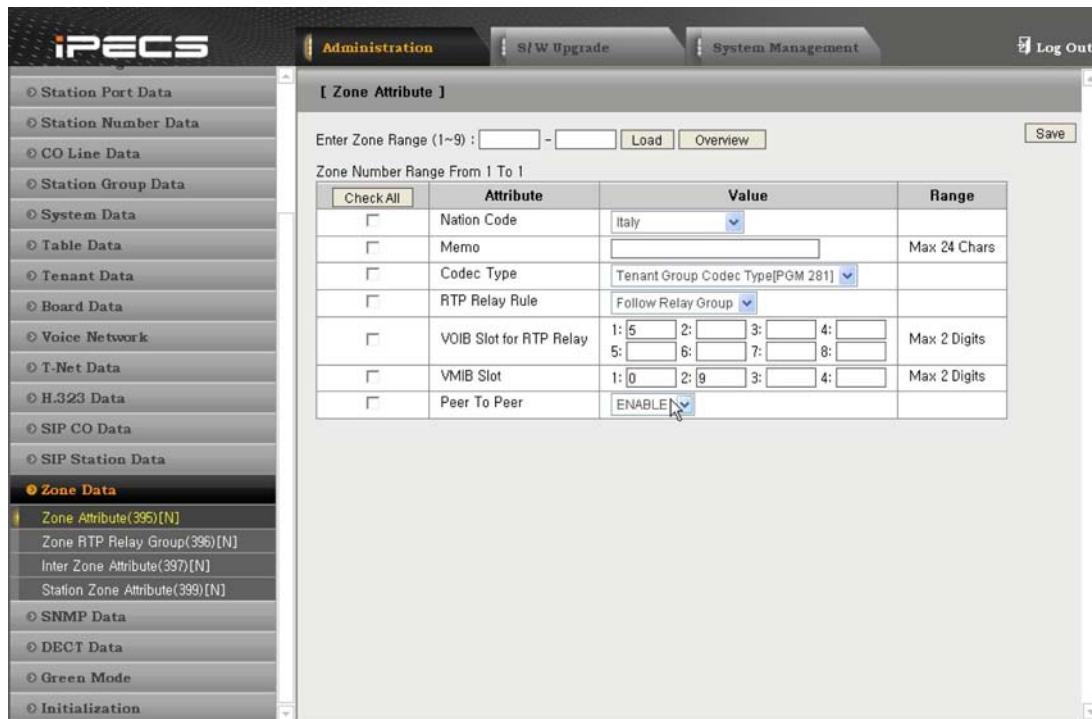 iPECS
Administration
S/W Upgrade
System Management
Log Out
Station Port Data
Station Number Data
CO Line Data
Station Group Data
System Data
Table Data
Tenant Data
Board Data
Voice Network
T-Net Data
H.323 Data
SIP CO Data
SIP Station Data
Zone Data
Zone Attribute(395)[N]
Zone RTP Relay Group(396)[N]
Inter Zone Attribute(397)[N]
Station Zone Attribute(399)[N]
SNMP Data
DECT Data
Green Mode
Initialization
[ Zone Attribute ]
Enter Zone Range (1~9) : - Load Overview
Save
Zone Number Range From 1 To 1
Check All Attribute Value Range
Nation Code Italy
Memo Max 24 Chars
Codec Type Tenant Group Codec Type[PGM 281]
RTP Relay Rule Follow Relay Group
VOIB Slot for RTP Relay 1: 5 2: 3: 4: Max 2 Digits
5: 6: 7: 8:
VMIB Slot 1: 0 2: 9 3: 4: Max 2 Digits
Peer To Peer ENABLE